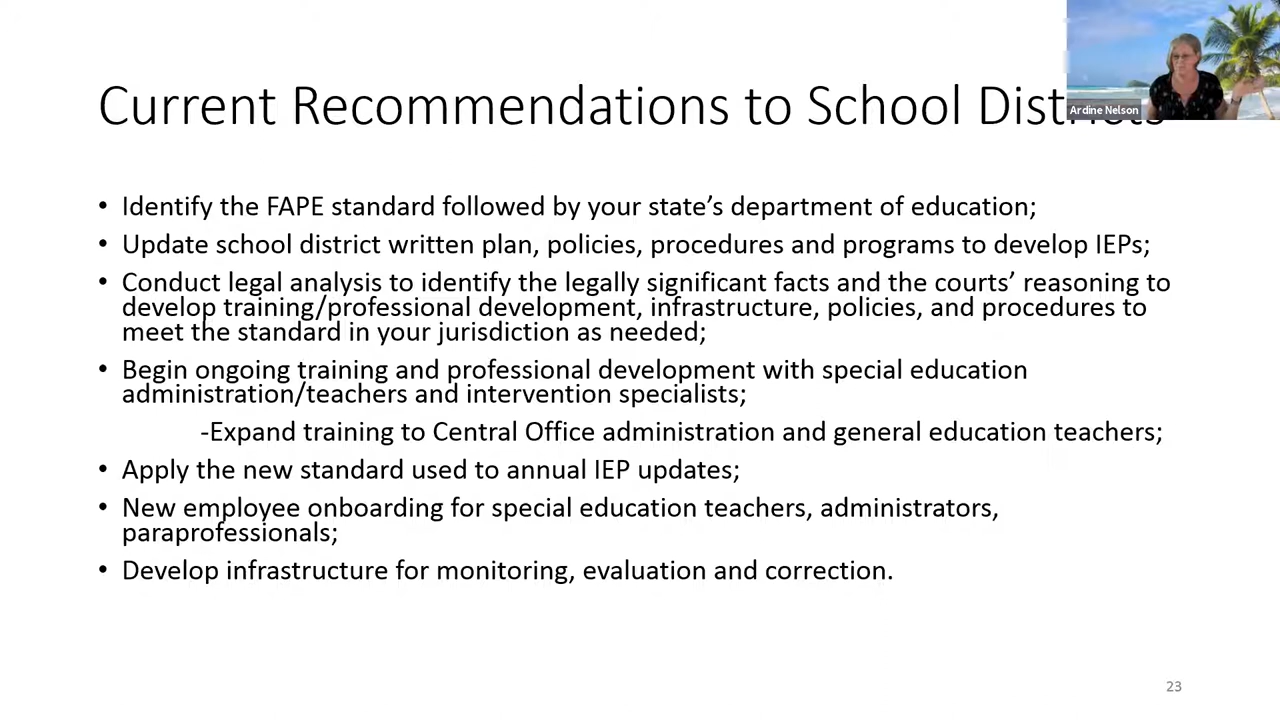 Current Recommendations to School Districts
Ardine Nelson
• Identify the FAPE standard followed by your state's department of education;
• Update school district written plan, policies, procedures and programs to develop IEPs;
• Conduct legal analysis to identify the legally significant facts and the courts' reasoning to
develop training/professional development, infrastructure, policies, and procedures to
meet the standard in your jurisdiction as needed;
• Begin ongoing training and professional development with special education
administration/teachers and intervention specialists;
-Expand training to Central Office administration and general education teachers;
• Apply the new standard used to annual IEP updates;
• New employee onboarding for special education teachers, administrators,
paraprofessionals;
• Develop infrastructure for monitoring, evaluation and correction.
23